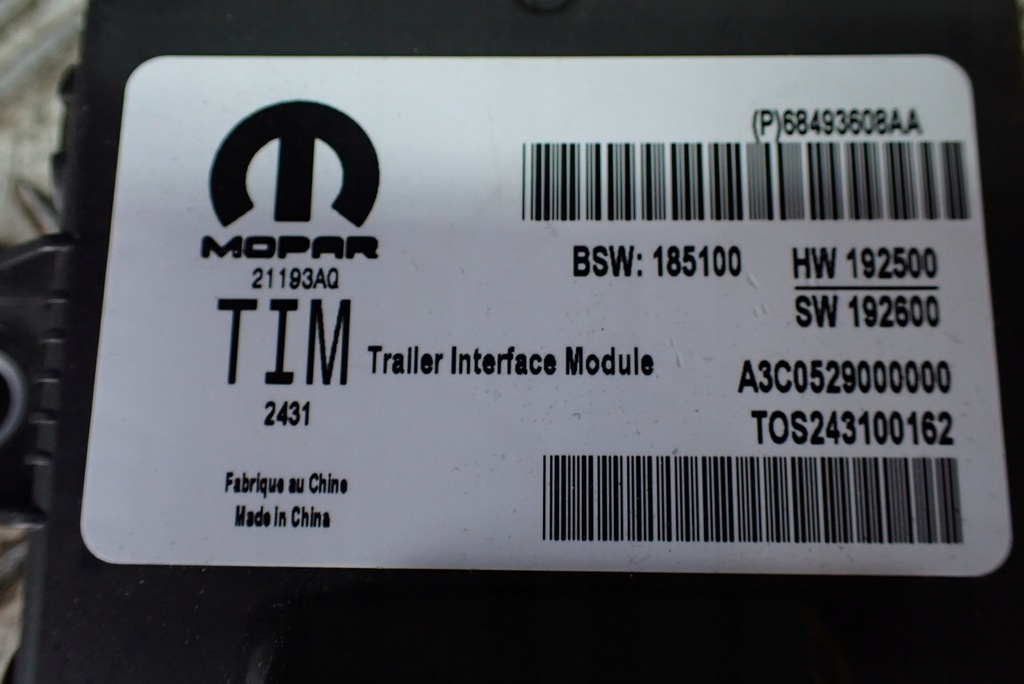 (P)68493608AA
MOPAR
21193AQ
BSW: 185100
HW 192500
SW 192600
TIM Trailer Interface Module
2431
A3C0529000000
TOS243100162
Fabrique au Chine
Made in China